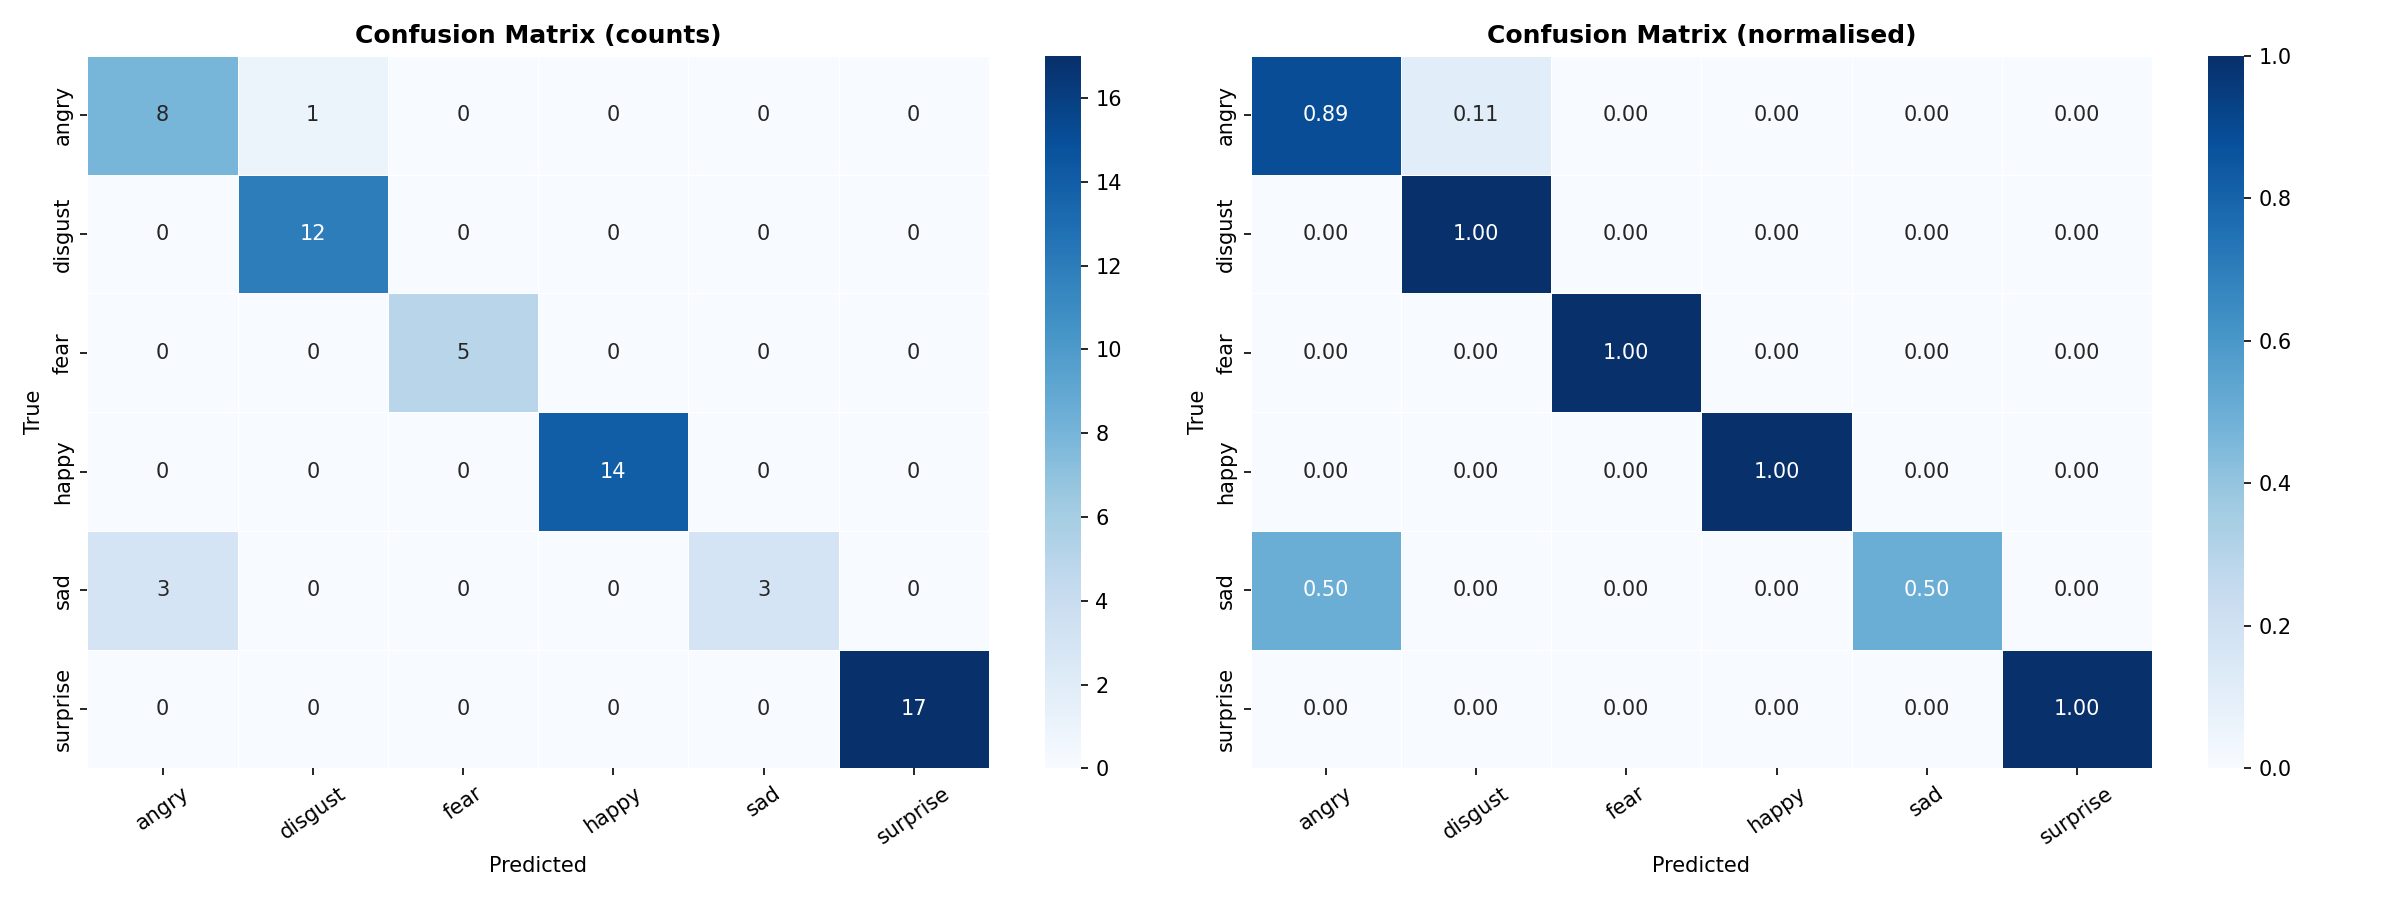 Confusion Matrix (counts)
True
angry 8 1 0 0 0 0
disgust 0 12 0 0 0 0
fear 0 0 5 0 0 0
happy 0 0 0 14 0 0
sad 3 0 0 0 3 0
surprise 0 0 0 0 0 17
angry disgust fear happy sad surprise
Predicted
16
14
12
10
8
6
4
2
0
Confusion Matrix (normalised)
True
angry 0.89 0.11 0.00 0.00 0.00 0.00
disgust 0.00 1.00 0.00 0.00 0.00 0.00
fear 0.00 0.00 1.00 0.00 0.00 0.00
happy 0.00 0.00 0.00 1.00 0.00 0.00
sad 0.50 0.00 0.00 0.00 0.50 0.00
surprise 0.00 0.00 0.00 0.00 0.00 1.00
angry disgust fear happy sad surprise
Predicted
1.0
0.8
0.6
0.4
0.2
0.0